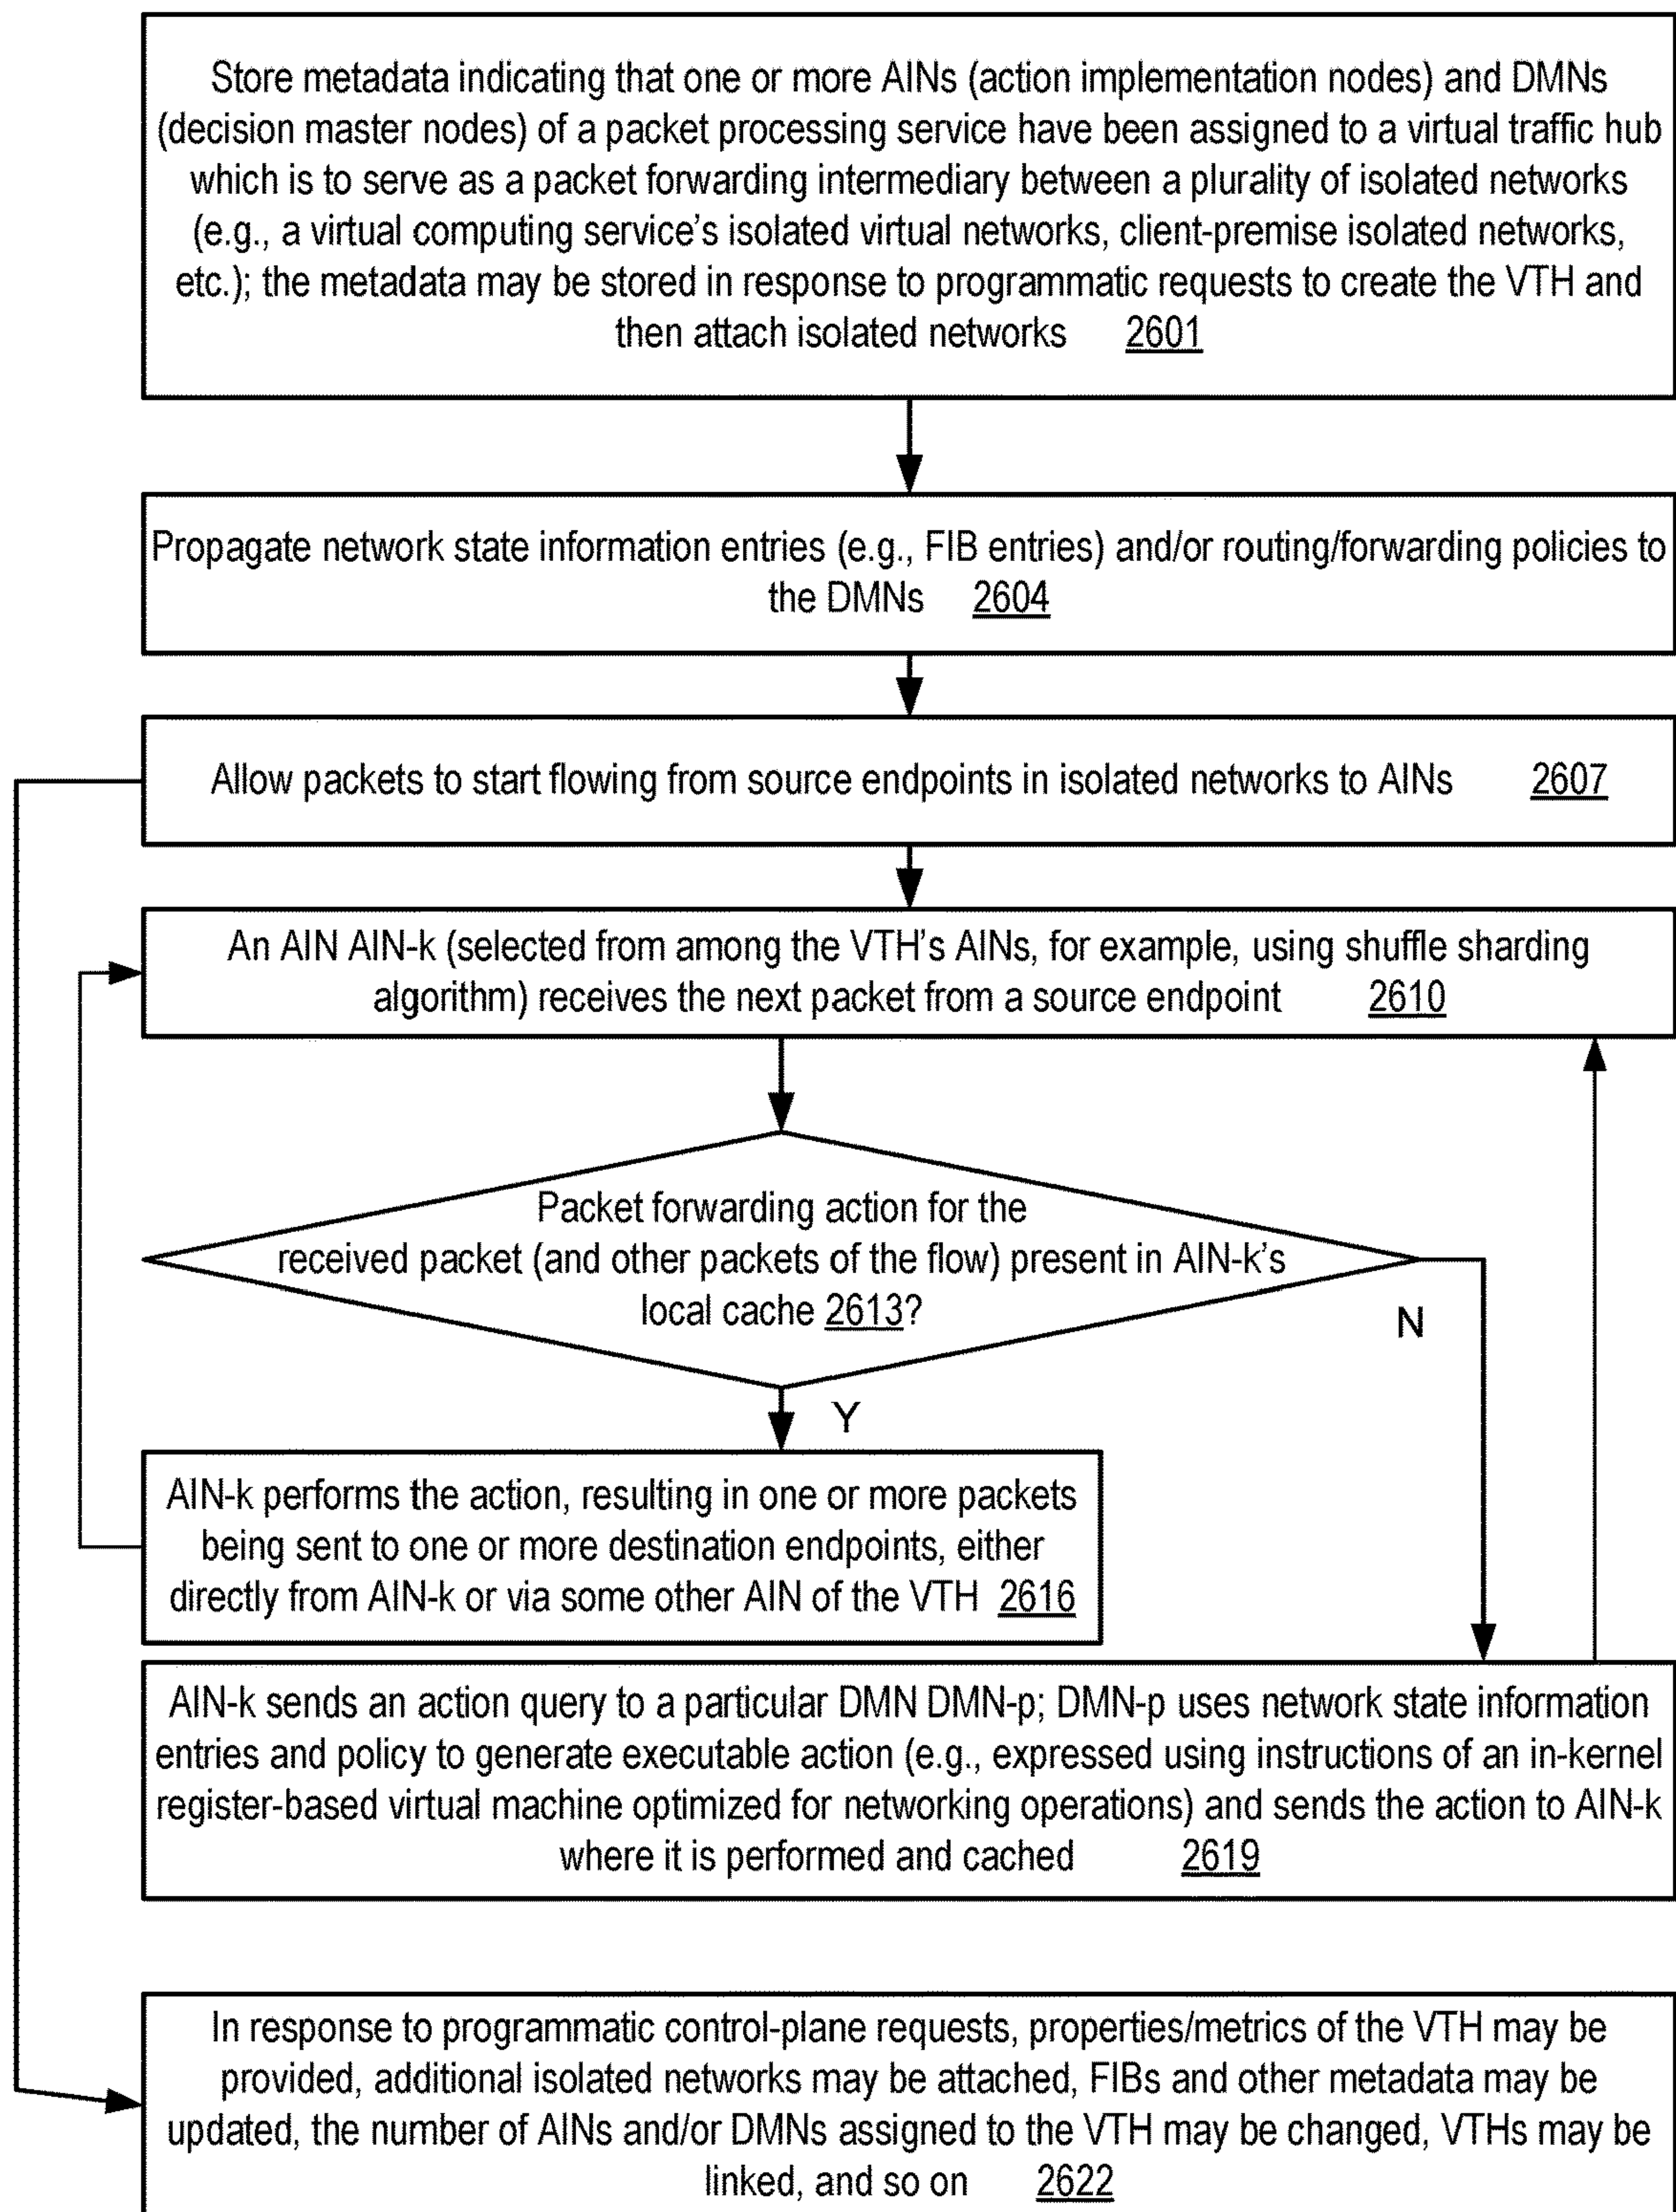 Store metadata indicating that one or more AINs (action implementation nodes) and DMNs
(decision master nodes) of a packet processing service have been assigned to a virtual traffic hub
which is to serve as a packet forwarding intermediary between a plurality of isolated networks
(e.g., a virtual computing service's isolated virtual networks, client-premise isolated networks,
etc.); the metadata may be stored in response to programmatic requests to create the VTH and
then attach isolated networks 2601
Propagate network state information entries (e.g., FIB entries) and/or routing/forwarding policies to
the DMNs 2604
Allow packets to start flowing from source endpoints in isolated networks to AINs 2607
An AIN AIN-k (selected from among the VTH's AINs, for example, using shuffle sharding
algorithm) receives the next packet from a source endpoint 2610
Packet forwarding action for the
received packet (and other packets of the flow) present in AIN-k's
local cache 2613?
N
Y
AIN-k performs the action, resulting in one or more packets
being sent to one or more destination endpoints, either
directly from AIN-k or via some other AIN of the VTH 2616
AIN-k sends an action query to a particular DMN DMN-p; DMN-p uses network state information
entries and policy to generate executable action (e.g., expressed using instructions of an in-kernel
register-based virtual machine optimized for networking operations) and sends the action to AIN-k
where it is performed and cached 2619
In response to programmatic control-plane requests, properties/metrics of the VTH may be
provided, additional isolated networks may be attached, FIBs and other metadata may be
updated, the number of AINs and/or DMNs assigned to the VTH may be changed, VTHs may be
linked, and so on 2622